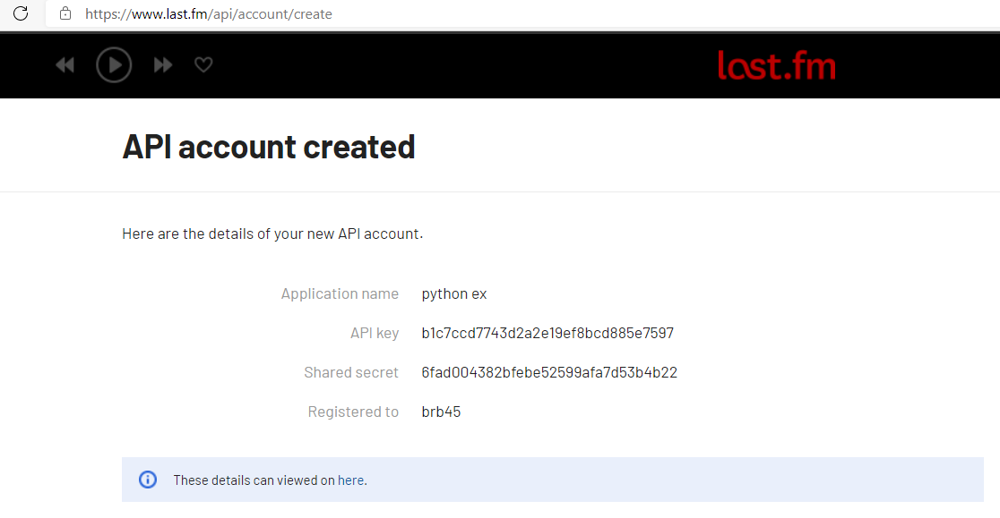 https://www.last.fm/api/account/create
last.fm
API account created
Here are the details of your new API account.
Application name python ex
API key b1c7ccd7743d2a2e19ef8bcd885e7597
Shared secret 6fad004382bfebe52599afa7d53b4b22
Registered to brb45
These details can viewed on here.